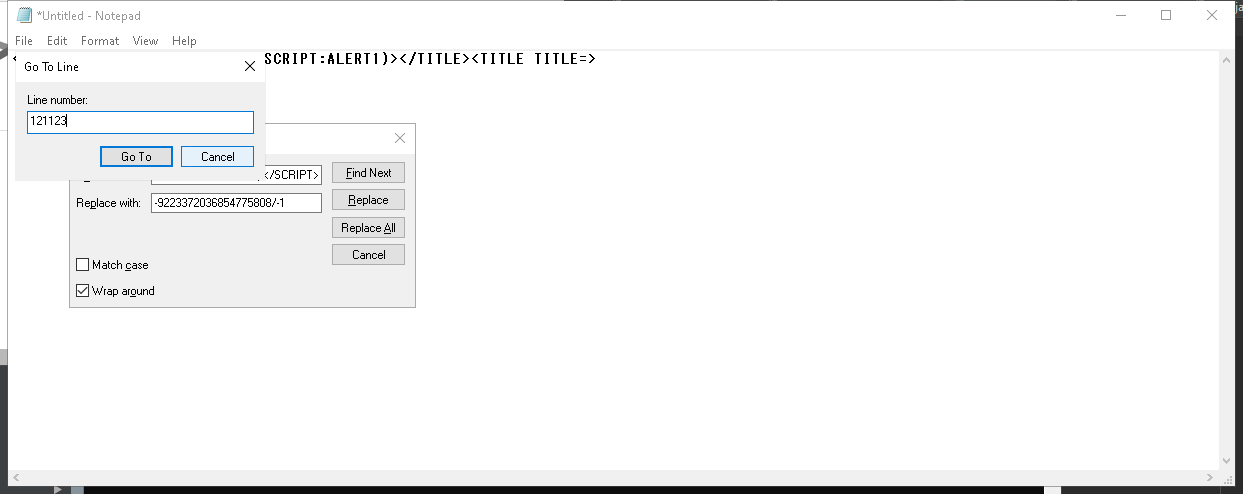 *Untitled - Notepad
File Edit Format View Help
SCRIPT:ALERT1)></TITLE><TITLE TITLE=>
Go To Line
Line number:
121123
Go To Cancel
</SCRIPT> Find Next
Replace with: -9223372036854775808/-1 Replace
Replace All
Cancel
Match case
Wrap around